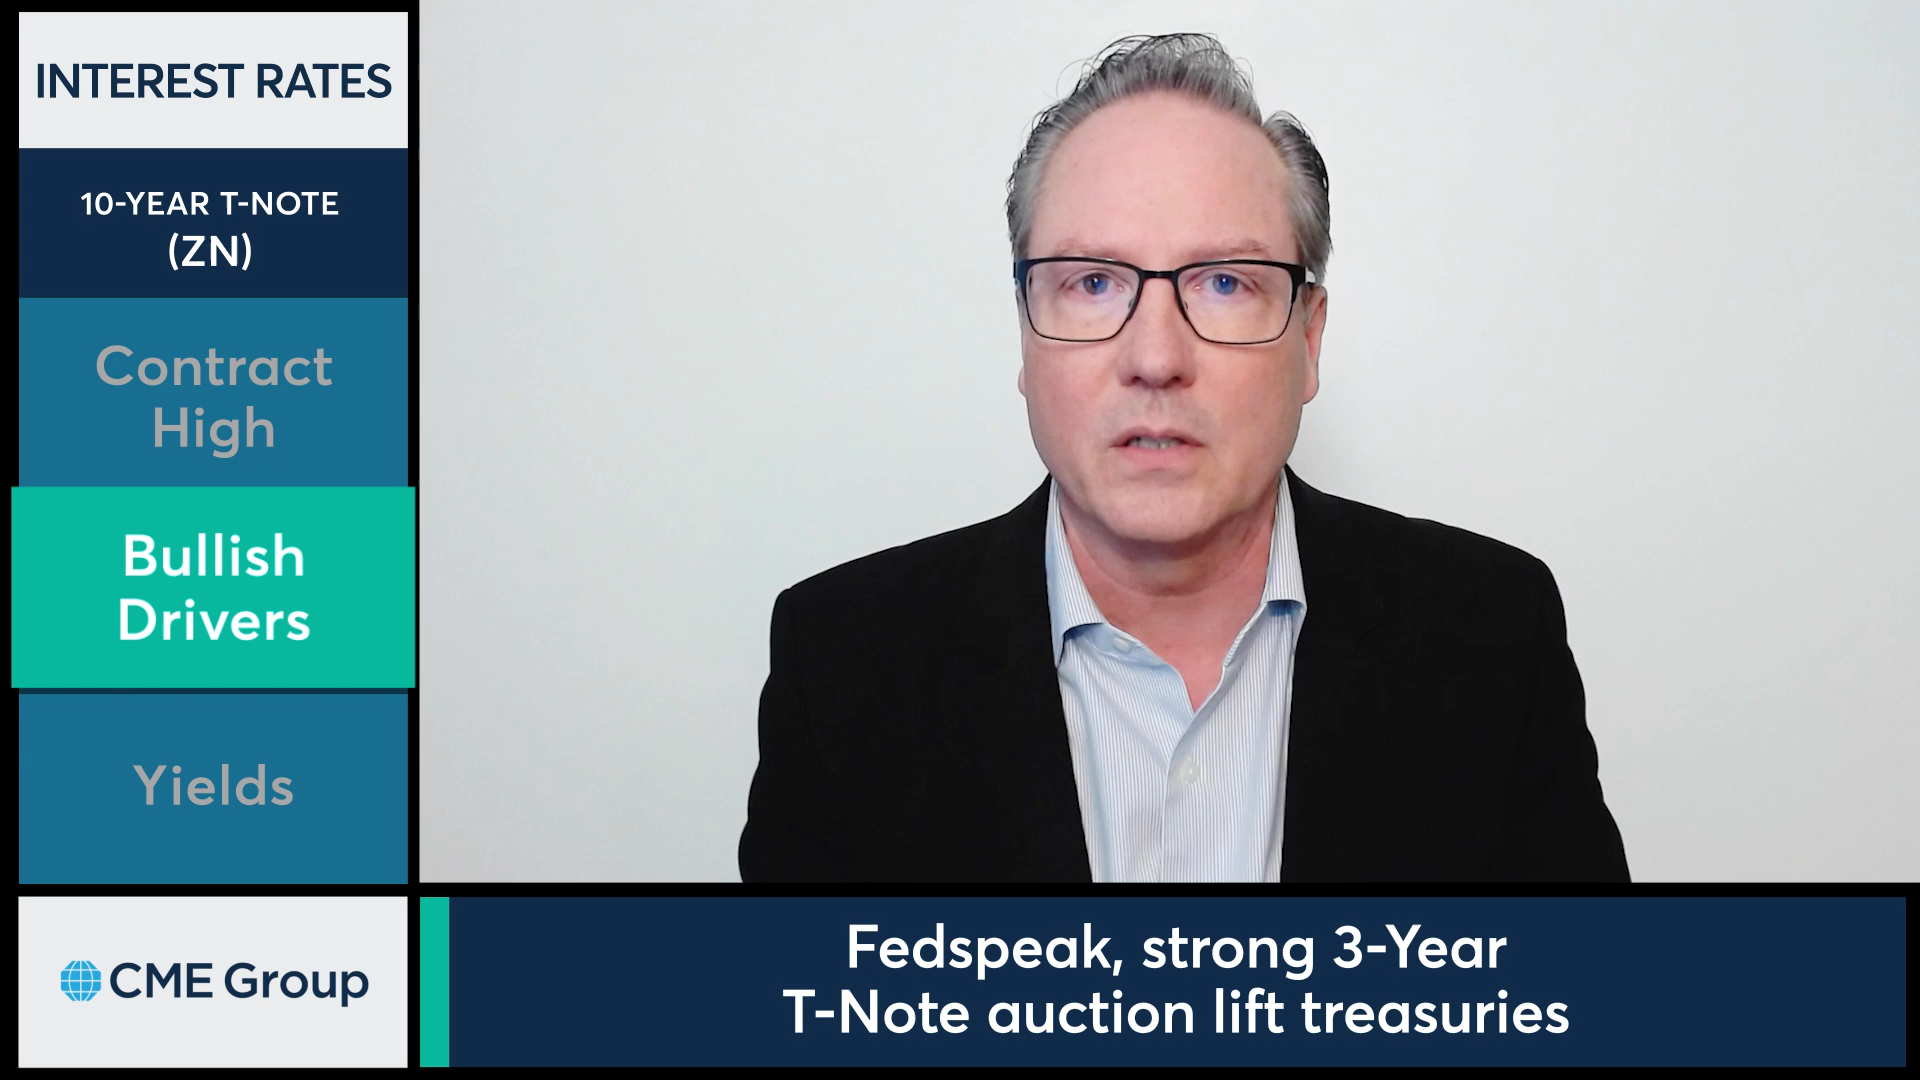 INTEREST RATES
10-YEAR T-NOTE
(ZN)
Contract
High
Bullish
Drivers
Yields
CME Group
Fedspeak, strong 3-Year
T-Note auction lift treasuries